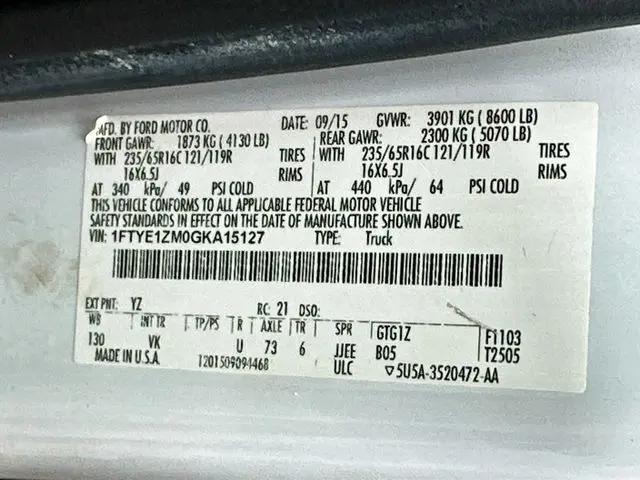 MFD. BY FORD MOTOR CO. DATE: 09/15 GVWR: 3901 KG ( 8600 LB)
FRONT GAWR: 1873 KG ( 4130 LB) REAR GAWR: 2300 KG ( 5070 LB)
WITH 235/65R16C 121/119R TIRES WITH 235/65R16C 121/119R TIRES
16X6.5J RIMS 16X6.5J RIMS
AT 340 kPa/ 49 PSI COLD AT 440 kPa/ 64 PSI COLD
THIS VEHICLE CONFORMS TO ALL APPLICABLE FEDERAL MOTOR VEHICLE
SAFETY STANDARDS IN EFFECT ON THE DATE OF MANUFACTURE SHOWN ABOVE.
VIN: 1FTYE1ZM0GKA15127 TYPE: Truck
EXT PNT: YZ RC: 21 DSO:
WB INT TR TP/PS R AXLE TR SPR GTG1Z F1103
130 VK U 73 6 JJEE B05 T2505
MADE IN U.S.A. 1201509094468 ULC ▽5U5A-3520472-AA